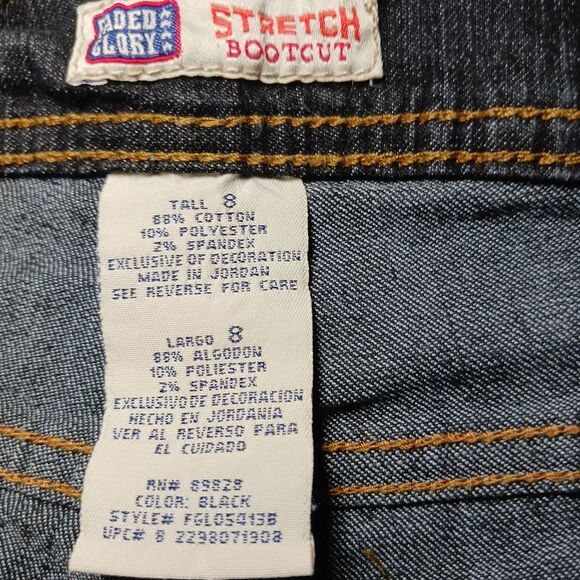 FADED STRETCH
GLORY BOOTCUT
TALL 8
88% COTTON
10% POLYESTER
2% SPANDEX
EXCLUSIVE OF DECORATION
MADE IN JORDAN
SEE REVERSE FOR CARE
LARGO 8
88% ALGODON
10% POLIESTER
2% SPANDEX
EXCLUSIVO DE DECORACION
HECHO EN JORDANIA
VER AL REVERSO PARA
EL CUIDADO
RN# 89828
COLOR: BLACK
STYLE# FGL05413B
UPC# 8 2298071908